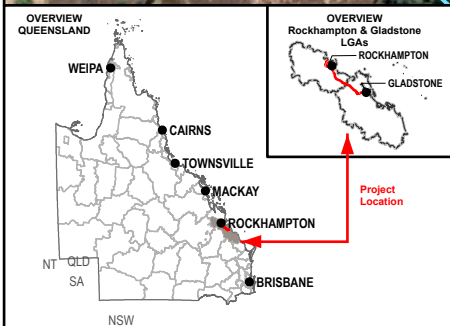 OVERVIEW
QUEENSLAND
WEIPA
CAIRNS
TOWNSVILLE
MACKAY
ROCKHAMPTON
BRISBANE
NT
QLD
SA
NSW
OVERVIEW
Rockhampton & Gladstone
LGAs
ROCKHAMPTON
GLADSTONE
Project
Location